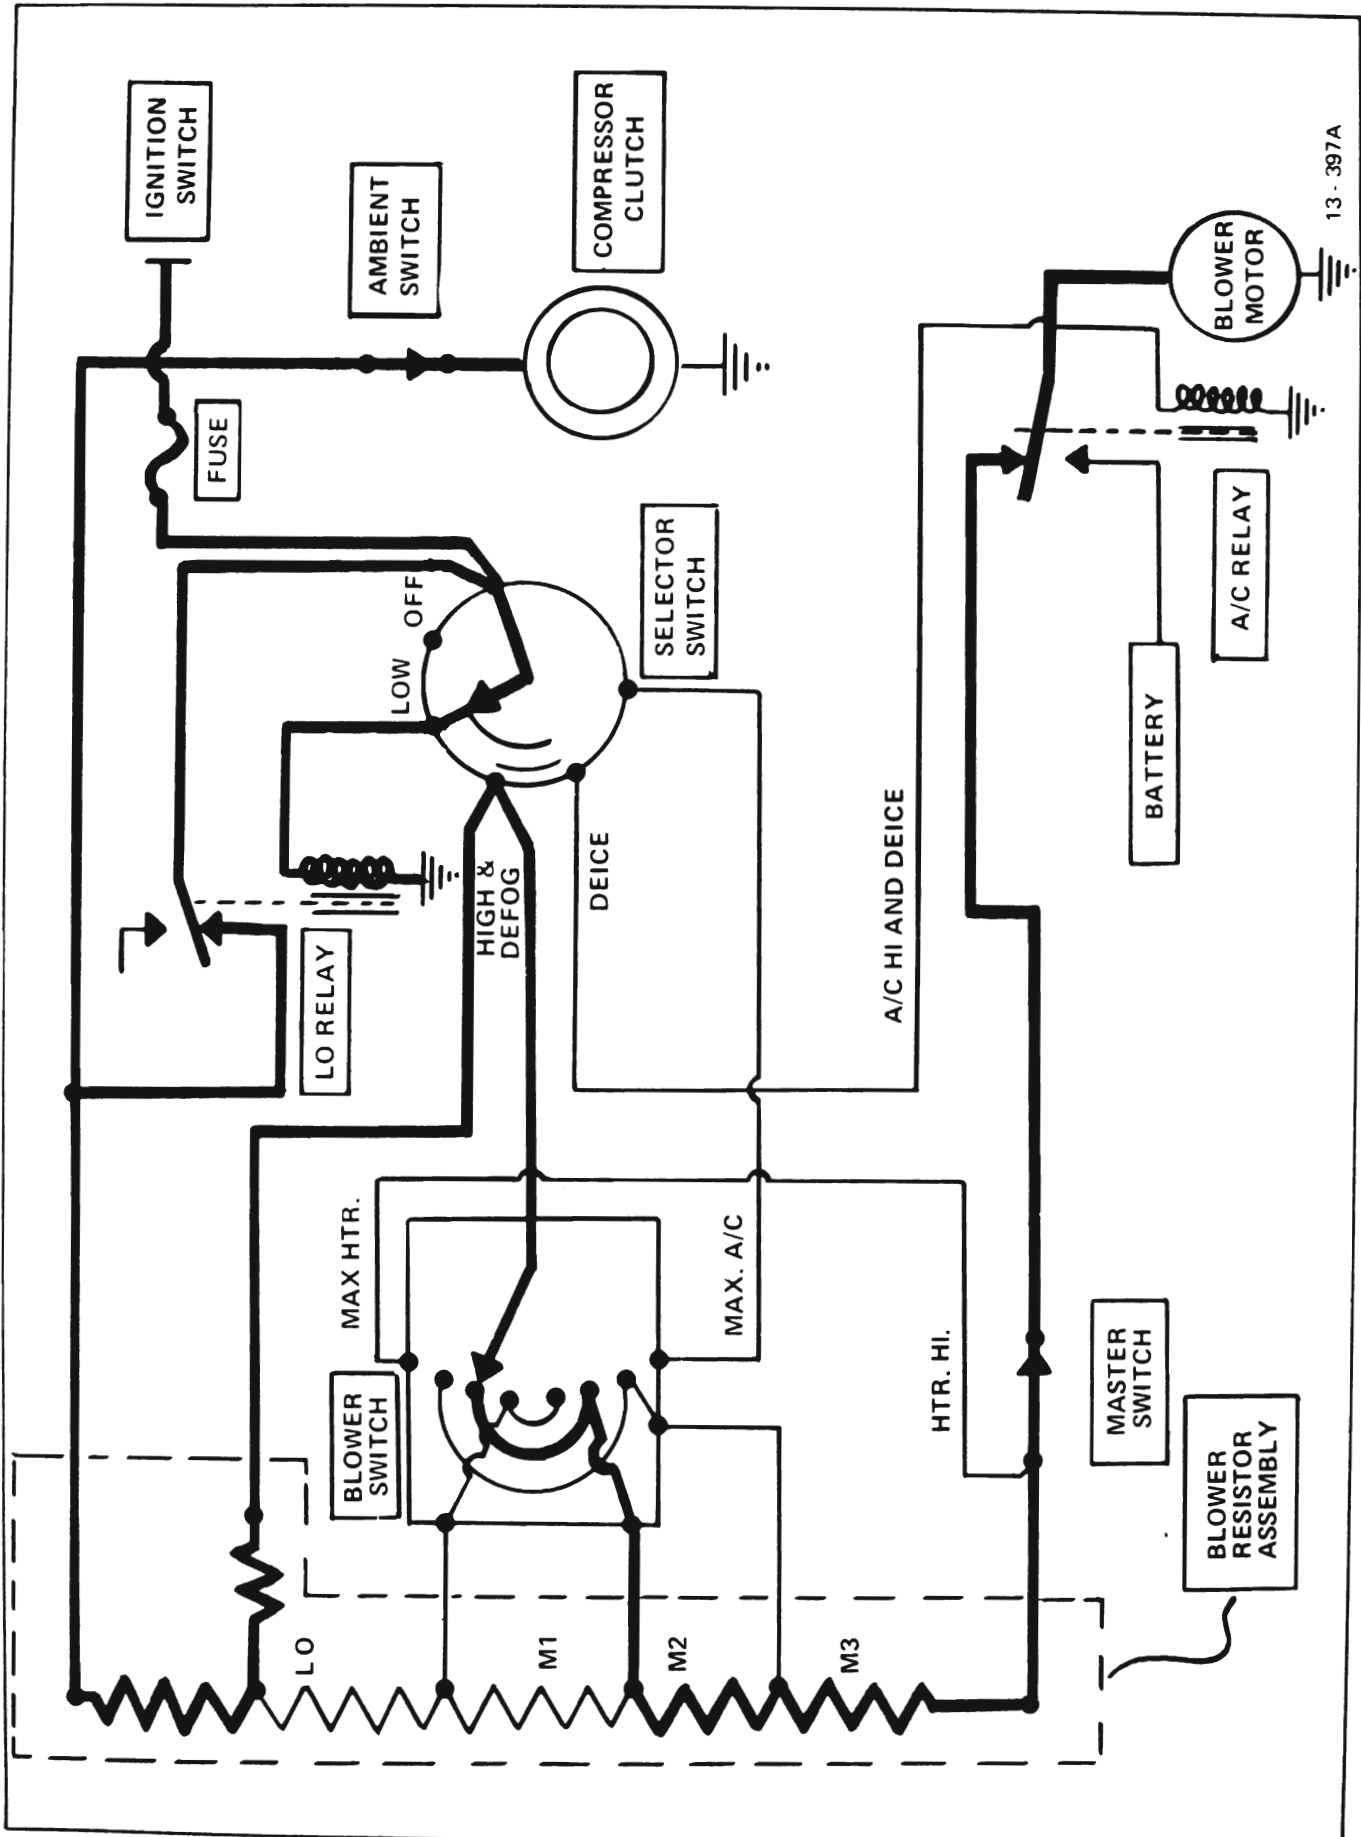 IGNITION
SWITCH
AMBIENT
SWITCH
COMPRESSOR
CLUTCH
FUSE
OFF
LOW
SELECTOR
SWITCH
LO RELAY
HIGH &
DEFOG
DEICE
A/C HI AND DEICE
BLOWER
MOTOR
A/C RELAY
BATTERY
MAX HTR.
MAX. A/C
BLOWER
SWITCH
HTR. HI.
MASTER
SWITCH
BLOWER
RESISTOR
ASSEMBLY
LO
M1
M2
M3
13 - 397A